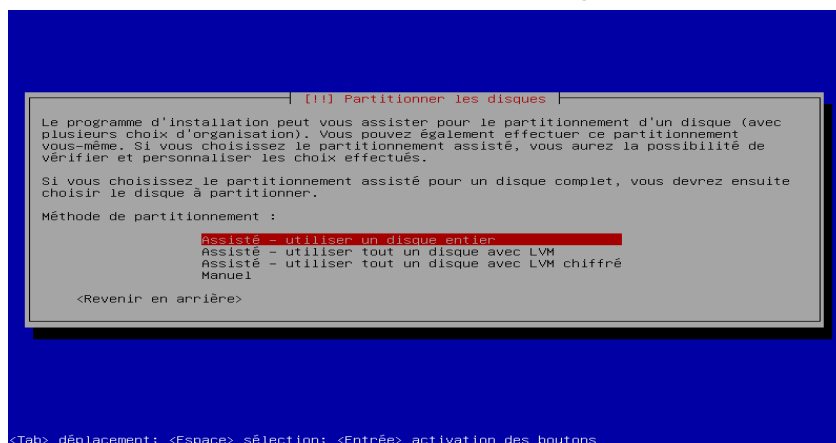 [!!] Partitionner les disques
Le programme d'installation peut vous assister pour le partitionnement d'un disque (avec
plusieurs choix d'organisation). Vous pouvez également effectuer ce partitionnement
vous-même. Si vous choisissez le partitionnement assisté, vous aurez la possibilité de
vérifier et personnaliser les choix effectués.
Si vous choisissez le partitionnement assisté pour un disque complet, vous devrez ensuite
choisir le disque à partitionner.
Méthode de partitionnement :
Assisté - utiliser un disque entier
Assisté - utiliser tout un disque avec LVM
Assisté - utiliser tout un disque avec LVM chiffré
Manuel
<Revenir en arrière>
<Tab> déplacement; <Espace> sélection; <Entrée> activation des boutons